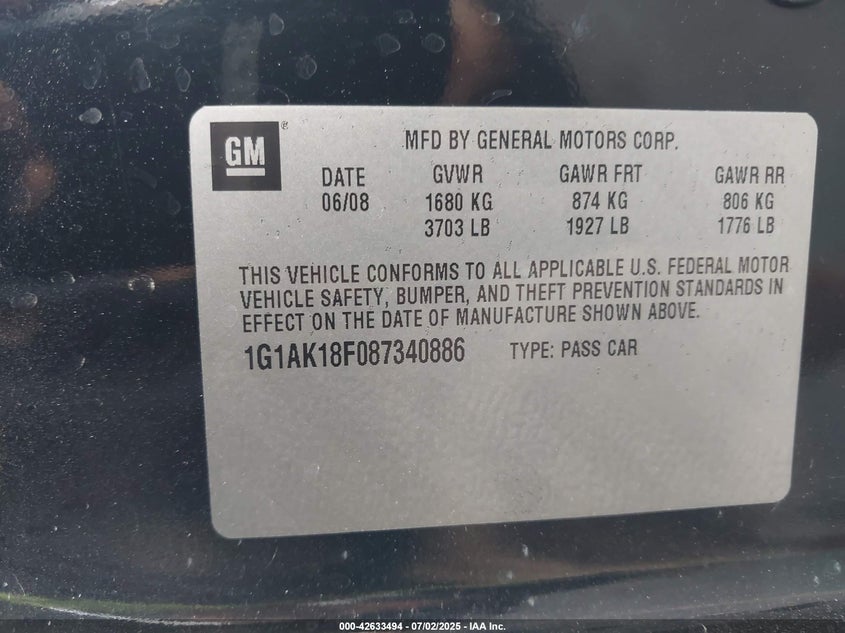 GM®
MFD BY GENERAL MOTORS CORP.
DATE GVWR GAWR FRT GAWR RR
06/08 1680 KG 874 KG 806 KG
3703 LB 1927 LB 1776 LB
THIS VEHICLE CONFORMS TO ALL APPLICABLE U.S. FEDERAL MOTOR
VEHICLE SAFETY, BUMPER, AND THEFT PREVENTION STANDARDS IN
EFFECT ON THE DATE OF MANUFACTURE SHOWN ABOVE.
1G1AK18F087340886 TYPE: PASS CAR
000-42633494 - 07/02/2025 - IAA Inc.